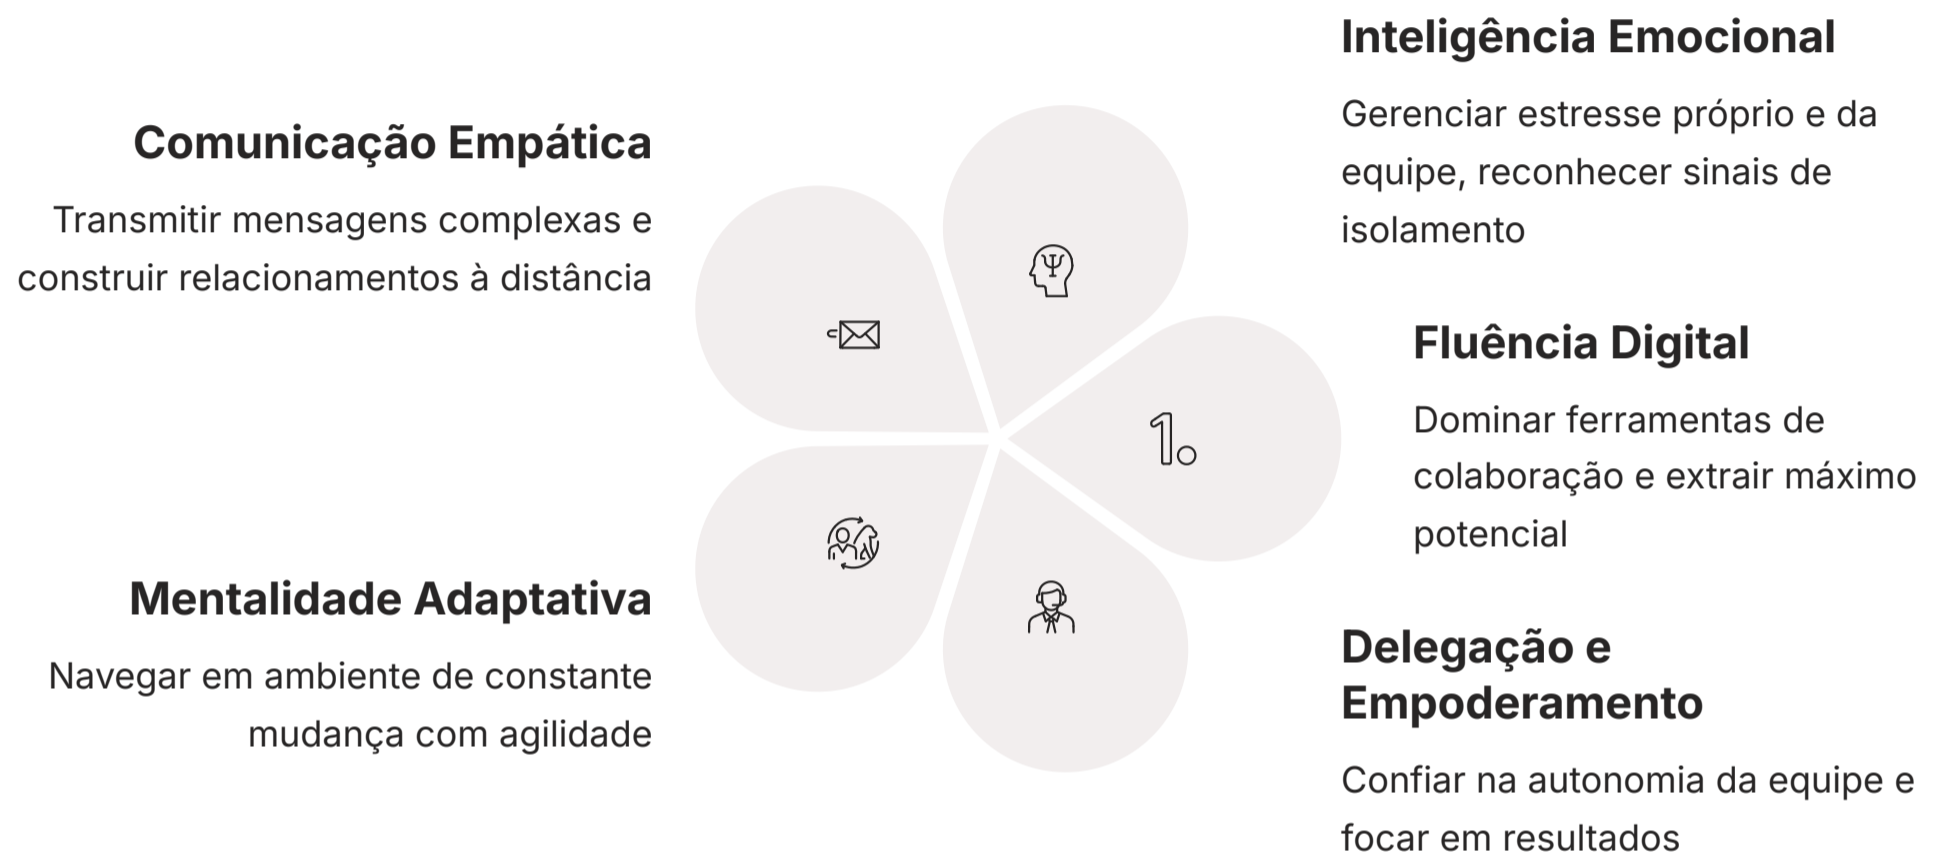 Inteligência Emocional
Gerenciar estresse próprio e da
equipe, reconhecer sinais de
isolamento
Comunicação Empática
Transmitir mensagens complexas e
construir relacionamentos à distância
Fluência Digital
Dominar ferramentas de
colaboração e extrair máximo
potencial
1.
Mentalidade Adaptativa
Navegar em ambiente de constante
mudança com agilidade
Delegação e
Empoderamento
Confiar na autonomia da equipe e
focar em resultados